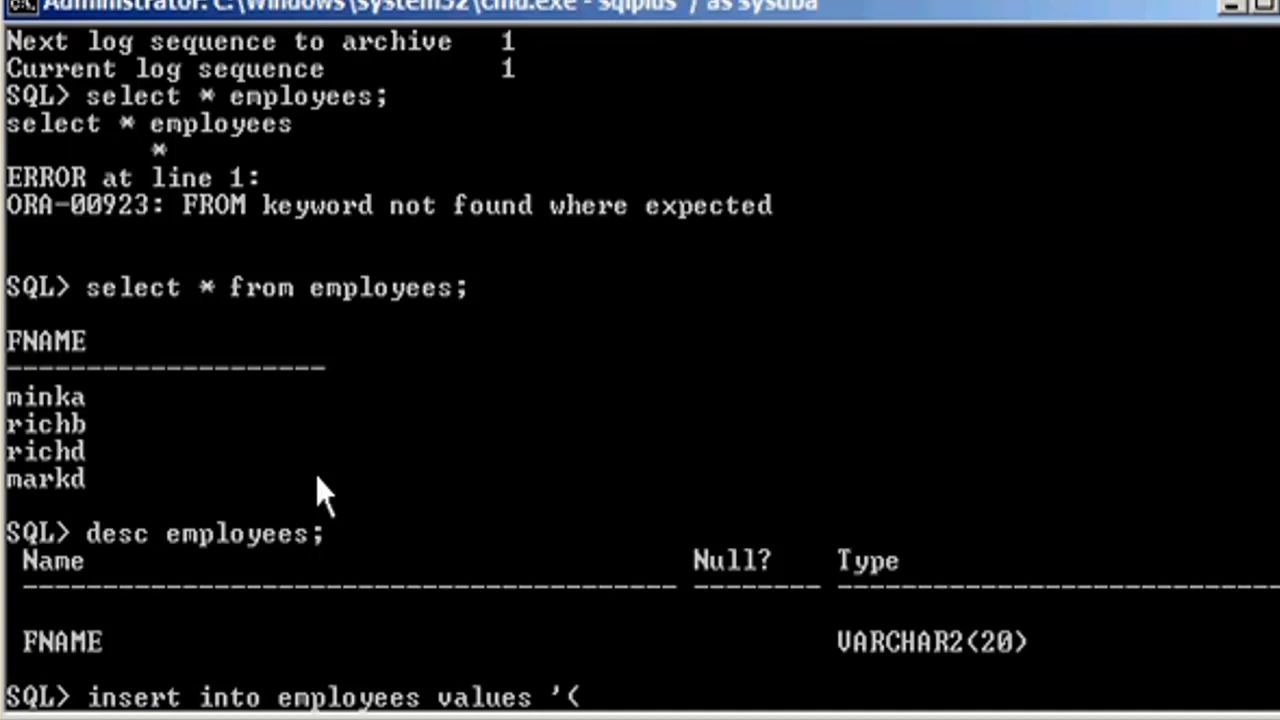 Administrator: C:\Windows\system32\cmd.exe - sqlplus / as sysdba
Next log sequence to archive   1
Current log sequence           1
SQL> select * employees;
select * employees
         *
ERROR at line 1:
ORA-00923: FROM keyword not found where expected
SQL> select * from employees;
FNAME
--------------------
minka
richb
richd
markd
SQL> desc employees;
 Name                                      Null?    Type
 ----------------------------------------- -------- ----------------------------
 FNAME                                              VARCHAR2(20)
SQL> insert into employees values '(